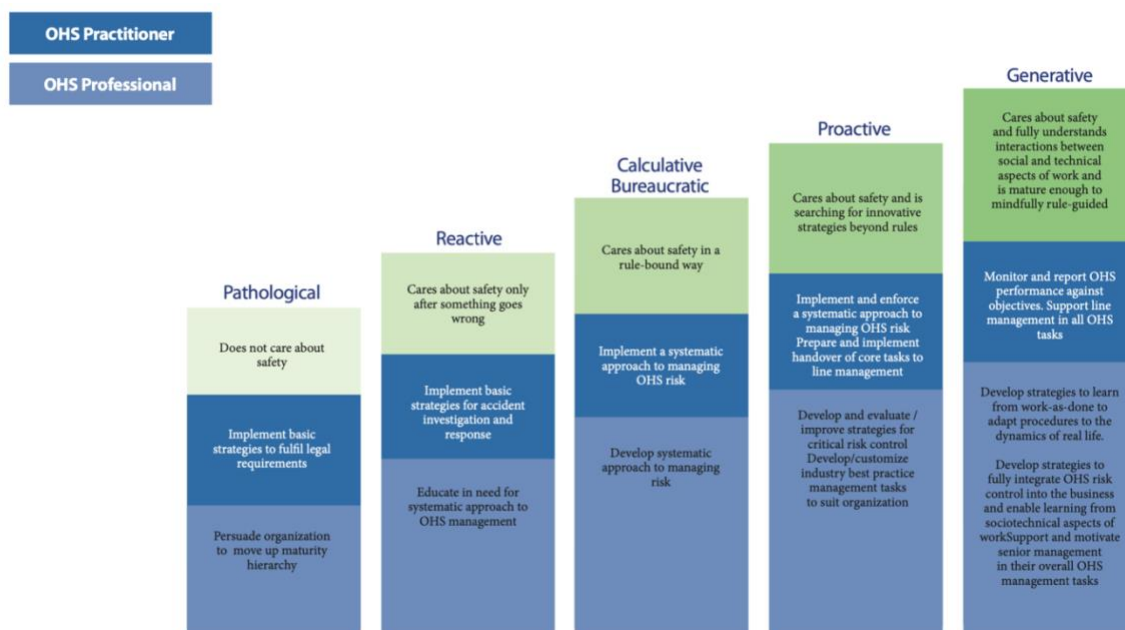 OHS Practitioner
OHS Professional
Pathological
Does not care about
safety
Implement basic
strategies to fulfil legal
requirements
Persuade organization
to move up maturity
hierarchy
Reactive
Cares about safety only
after something goes
wrong
Implement basic
strategies for accident
investigation and
response
Educate in need for
systematic approach to
OHS management
Calculative
Bureaucratic
Cares about safety in a
rule-bound way
Implement a systematic
approach to managing
OHS risk
Develop systematic
approach to managing
risk
Proactive
Cares about safety and is
searching for innovative
strategies beyond rules
Implement and enforce
a systematic approach to
managing OHS risk
Prepare and implement
handover of core tasks to
line management
Develop and evaluate /
improve strategies for
critical risk control
Develop/customize
industry best practice
management tasks
to suit organization
Generative
Cares about safety
and fully understands
interactions between
social and technical
aspects of work and
is mature enough to
mindfully rule-guided
Monitor and report OHS
performance against
objectives. Support line
management in all OHS
tasks
Develop strategies to learn
from work-as-done to
adapt procedures to the
dynamics of real life.
Develop strategies to
fully integrate OHS risk
control into the business
and enable learning from
sociotechnical aspects of
workSupport and motivate
senior management
in their overall OHS
management tasks